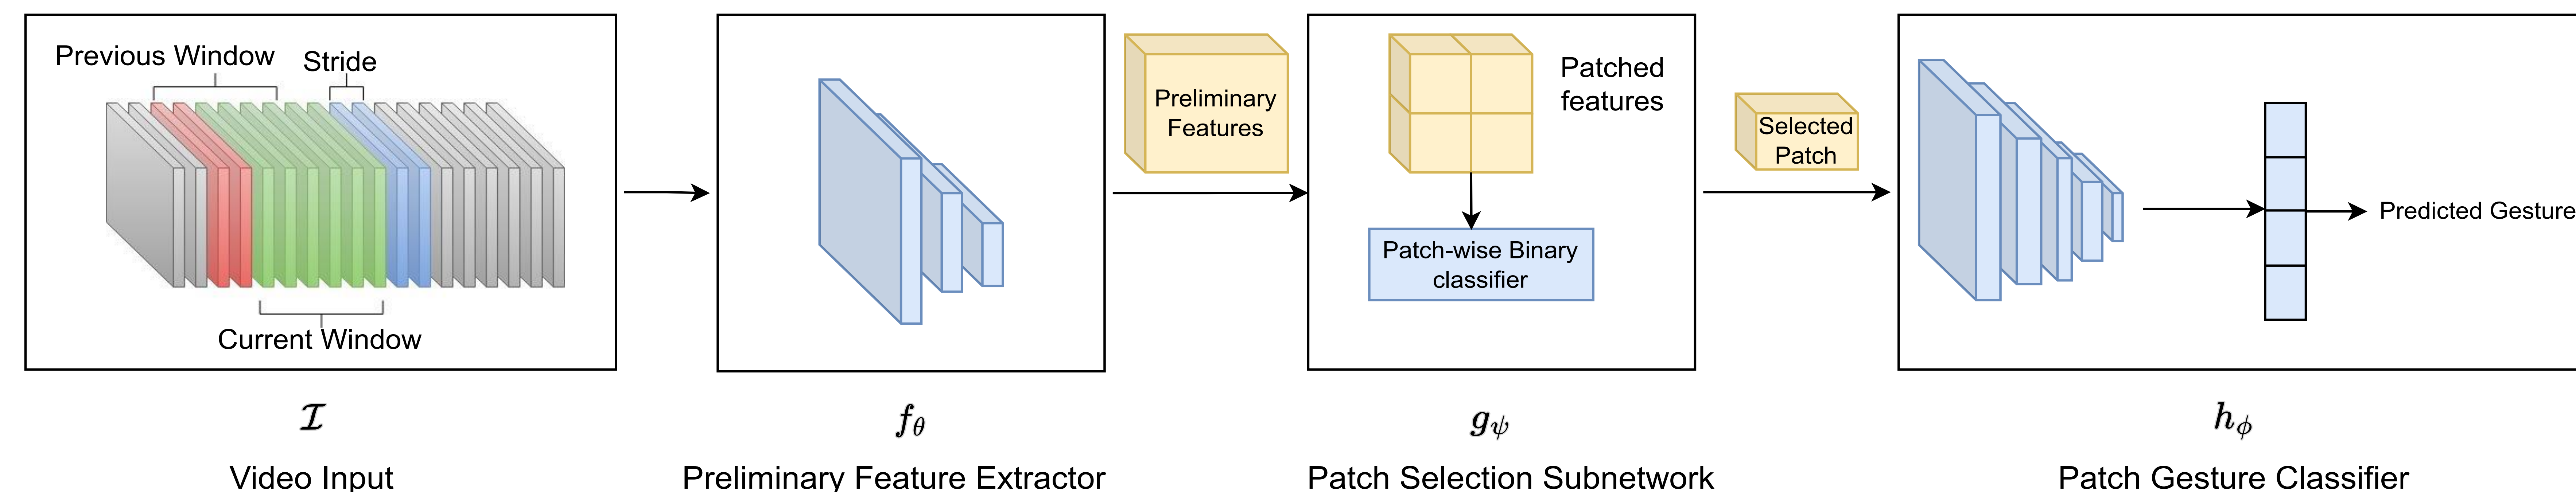 Previous Window
Stride
Current Window
Preliminary
Features
Patched
features
Patch-wise Binary
classifier
Selected
Patch
Predicted Gesture
ℐ
f_θ
g_ψ
h_ϕ
Video Input
Preliminary Feature Extractor
Patch Selection Subnetwork
Patch Gesture Classifier